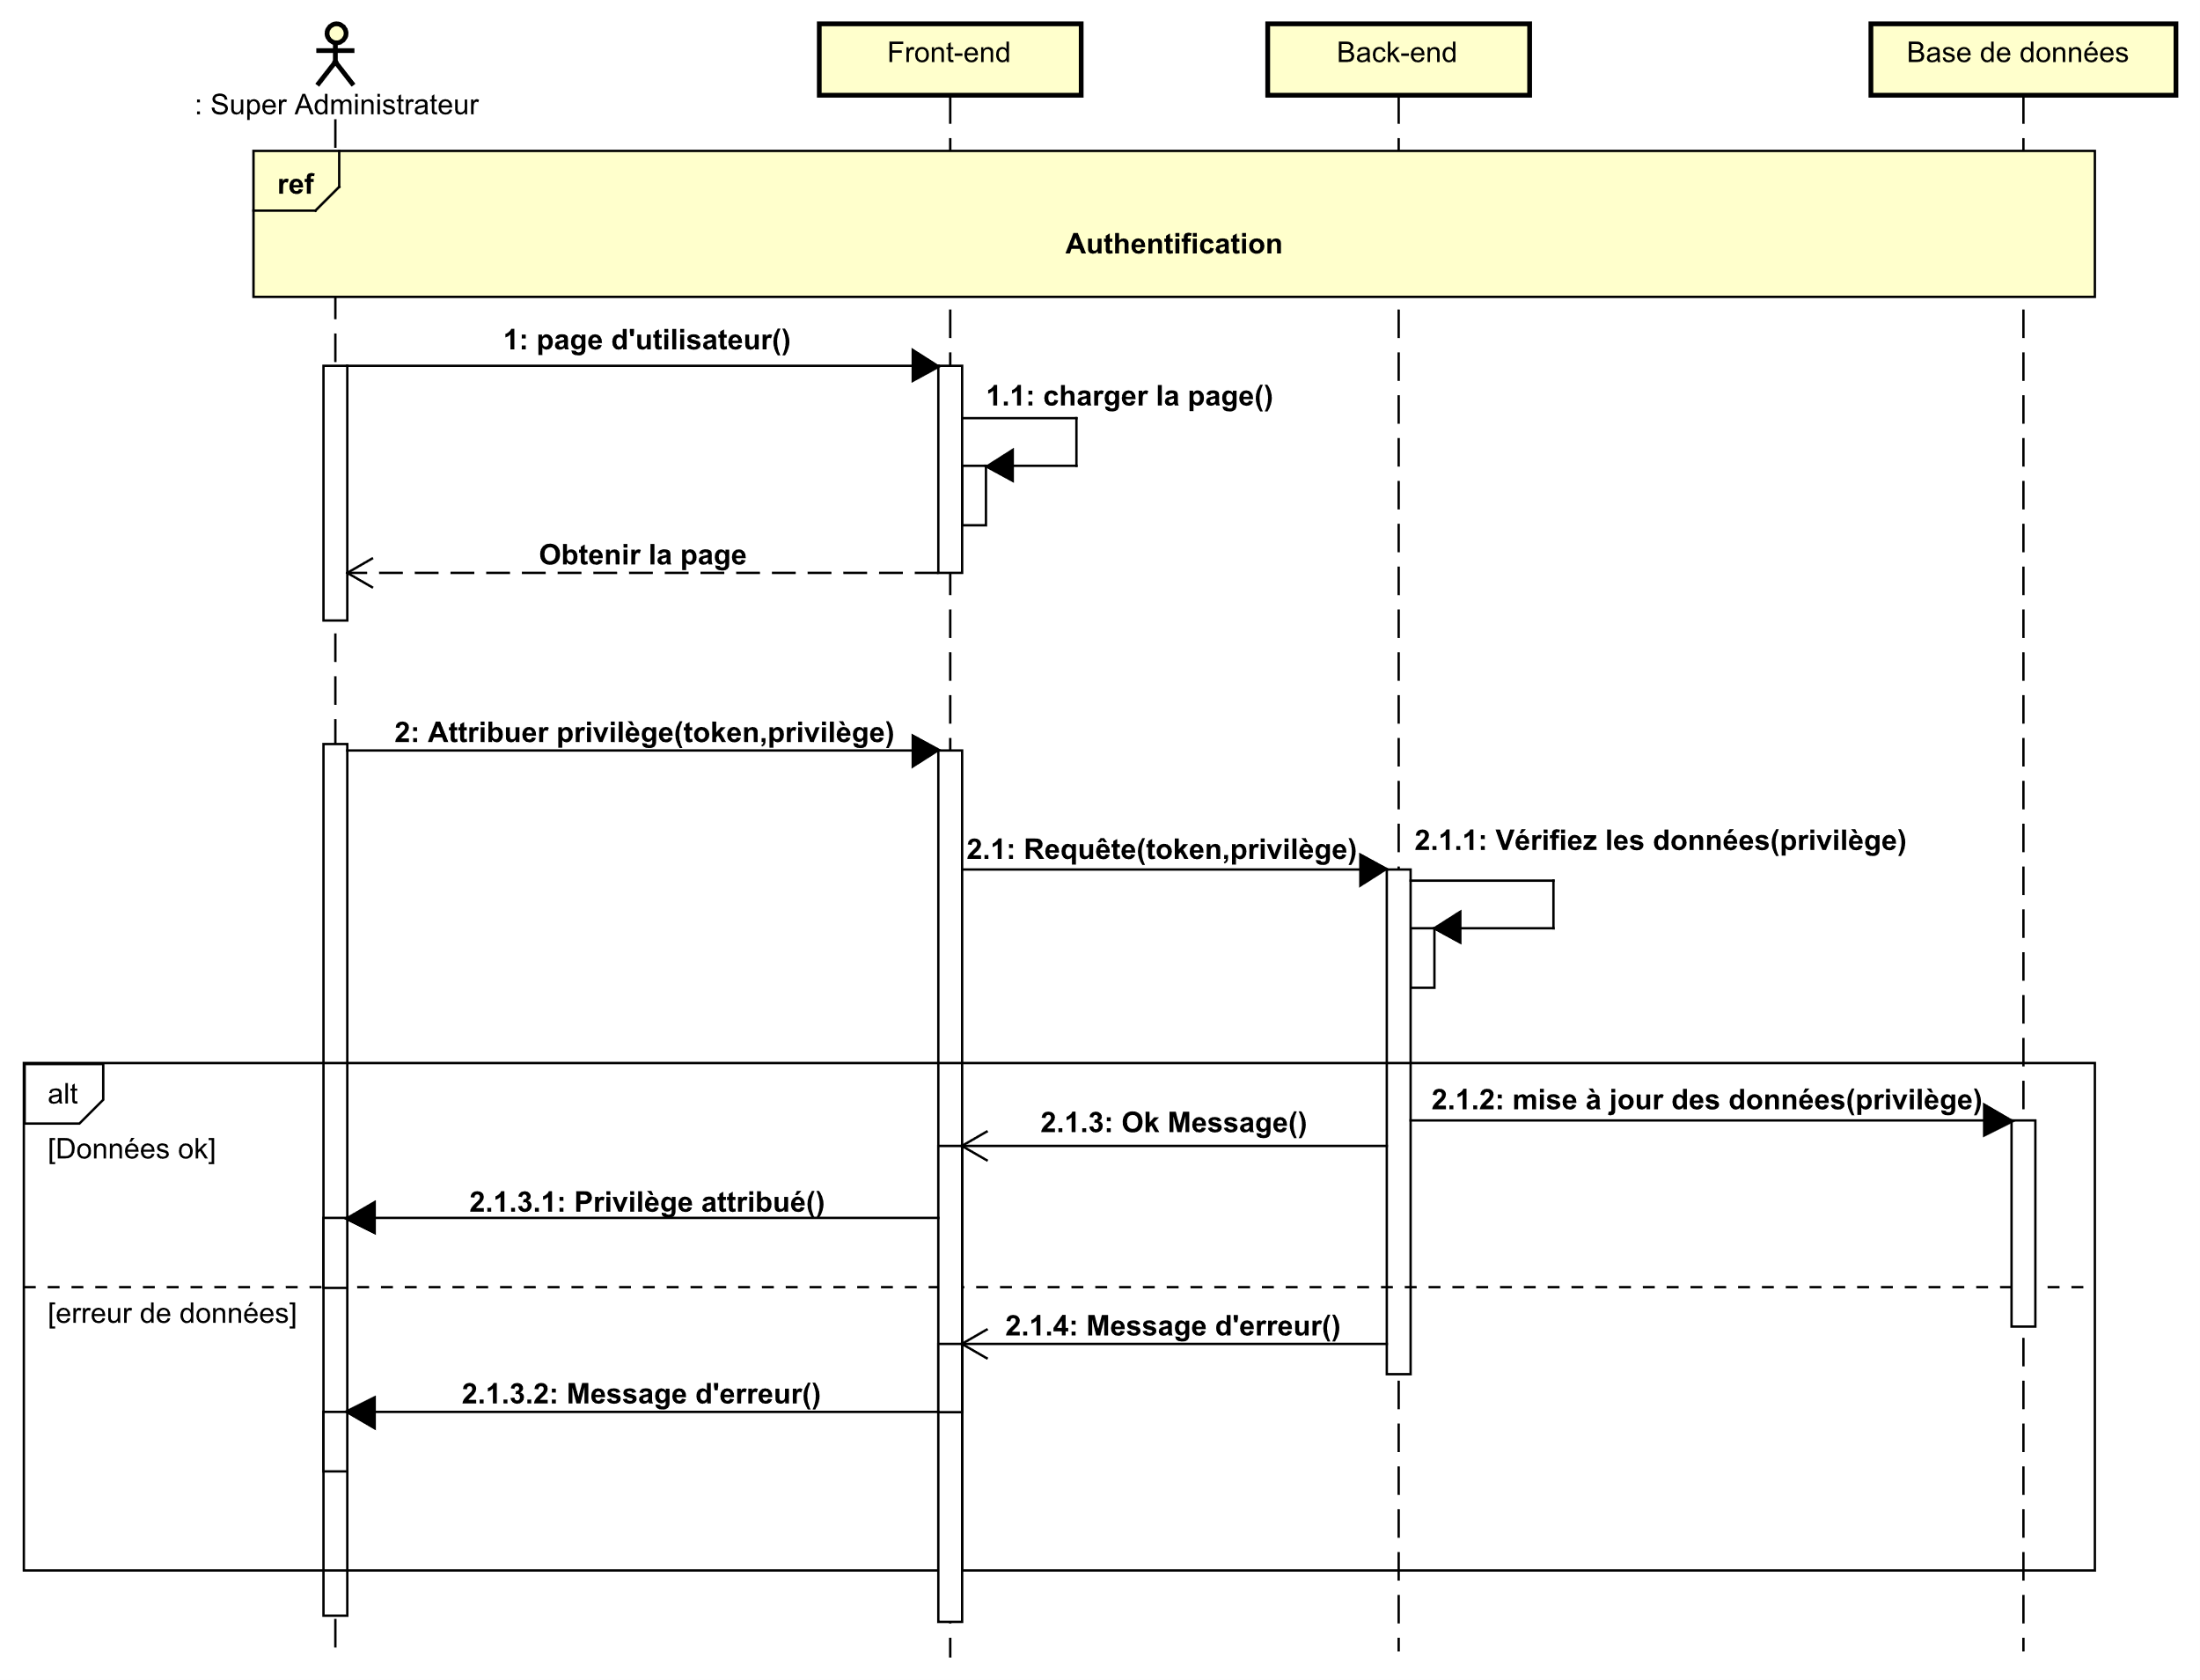 : Super Administrateur
Front-end
Back-end
Base de données
ref
Authentification
1: page d'utilisateur()
1.1: charger la page()
Obtenir la page
2: Attribuer privilège(token,privilège)
2.1: Requête(token,privilège)
2.1.1: Vérifiez les données(privilège)
alt
[Données ok]
2.1.2: mise à jour des données(privilège)
2.1.3: Ok Message()
2.1.3.1: Privilège attribué()
[erreur de données]
2.1.4: Message d'erreur()
2.1.3.2: Message d'erreur()